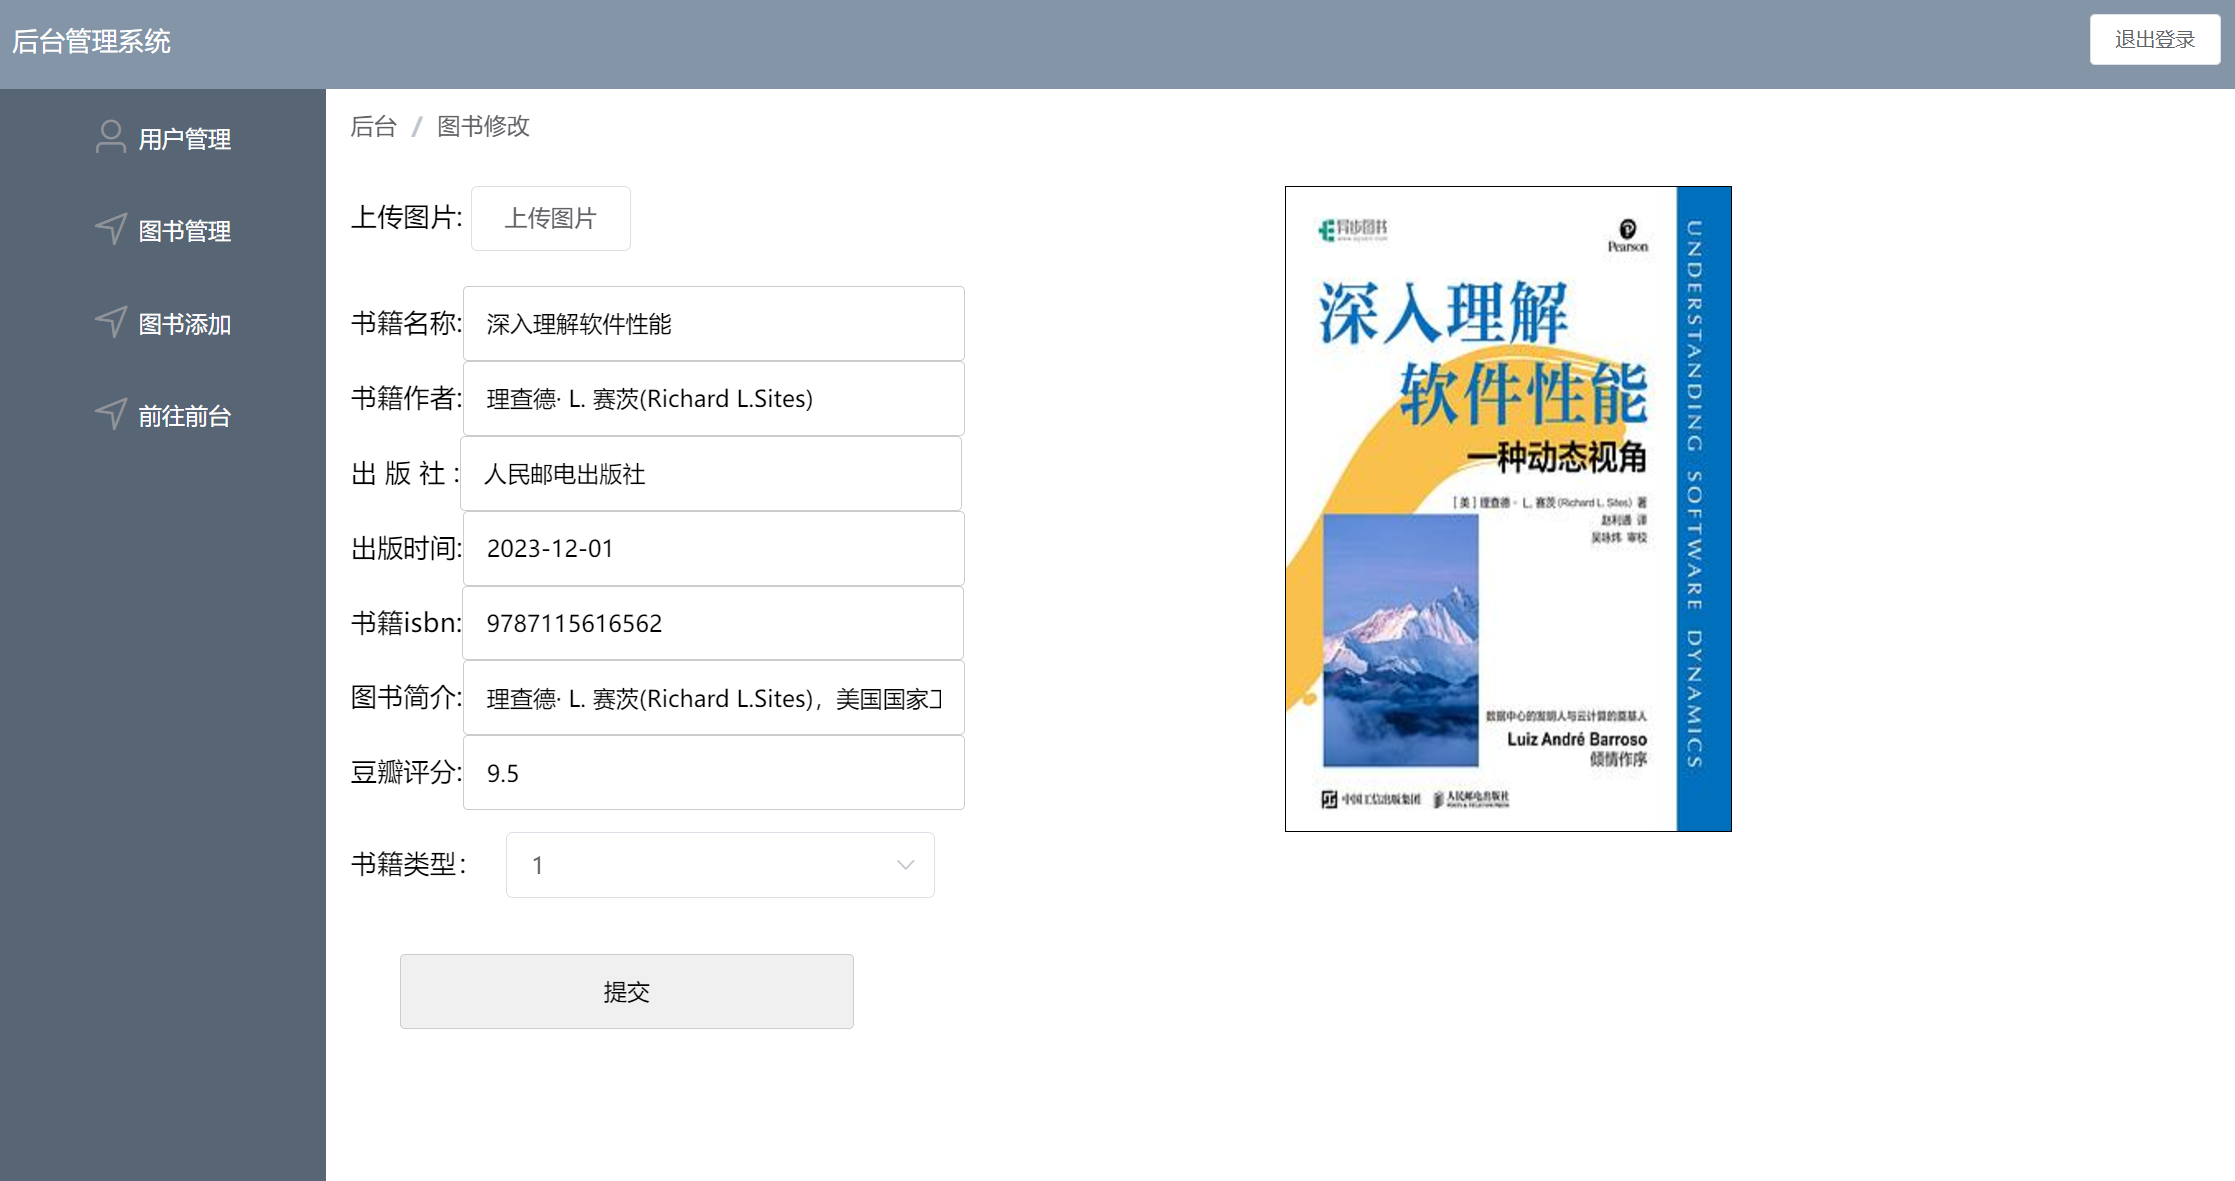 后台管理系统
退出登录
用户管理
图书管理
图书添加
前往前台
后台 / 图书修改
上传图片: 上传图片
书籍名称: 深入理解软件性能
书籍作者: 理查德· L. 赛茨(Richard L.Sites)
出 版 社 : 人民邮电出版社
出版时间: 2023-12-01
书籍isbn: 9787115616562
图书简介: 理查德· L. 赛茨(Richard L.Sites)，美国国家工
豆瓣评分: 9.5
书籍类型： 1
提交
异步图书
Pearson
深入理解
软件性能
一种动态视角
[美] 理查德· L. 赛茨 (Richard L. Sites) 著
赵利通 译
吴咏炜 审校
数据中心的发明人与云计算的奠基人
Luiz André Barroso
倾情作序
中国工信出版集团 人民邮电出版社
UNDERSTANDING SOFTWARE DYNAMICS